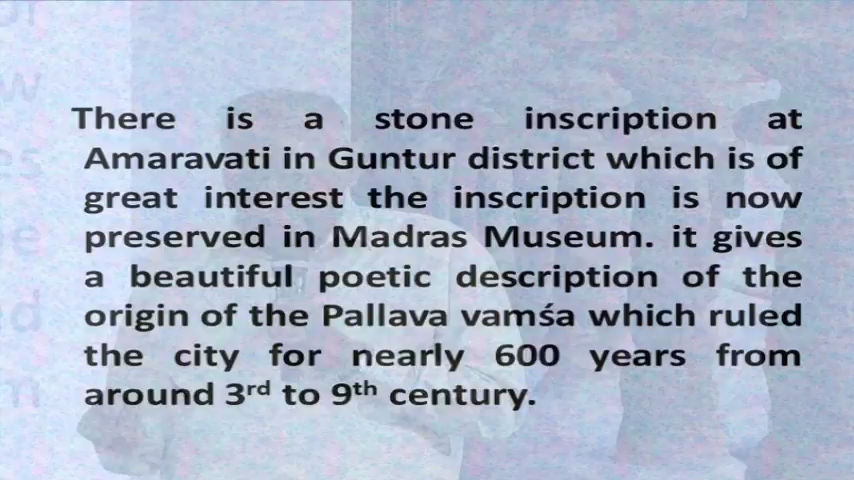 There is a stone inscription at
Amaravati in Guntur district which is of
great interest the inscription is now
preserved in Madras Museum. it gives
a beautiful poetic description of the
origin of the Pallava vamśa which ruled
the city for nearly 600 years from
around 3rd to 9th century.